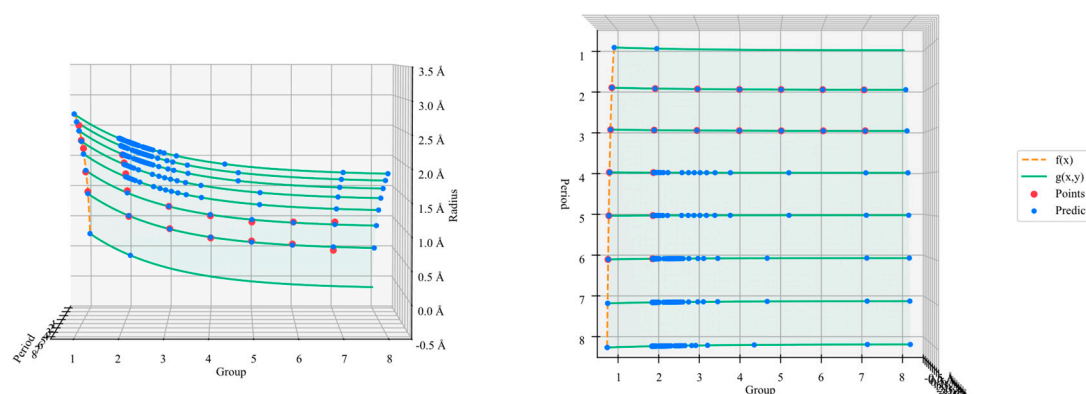 3.5 Å
3.0 Å
2.5 Å
2.0 Å
1.5 Å
1.0 Å
0.5 Å
0.0 Å
-0.5 Å
Radius
Period
1 2 3 4 5 6 7 8
Group
1
2
3
4
5
6
7
8
Period
1 2 3 4 5 6 7 8
Group
f(x)
g(x,y)
Points
Predic